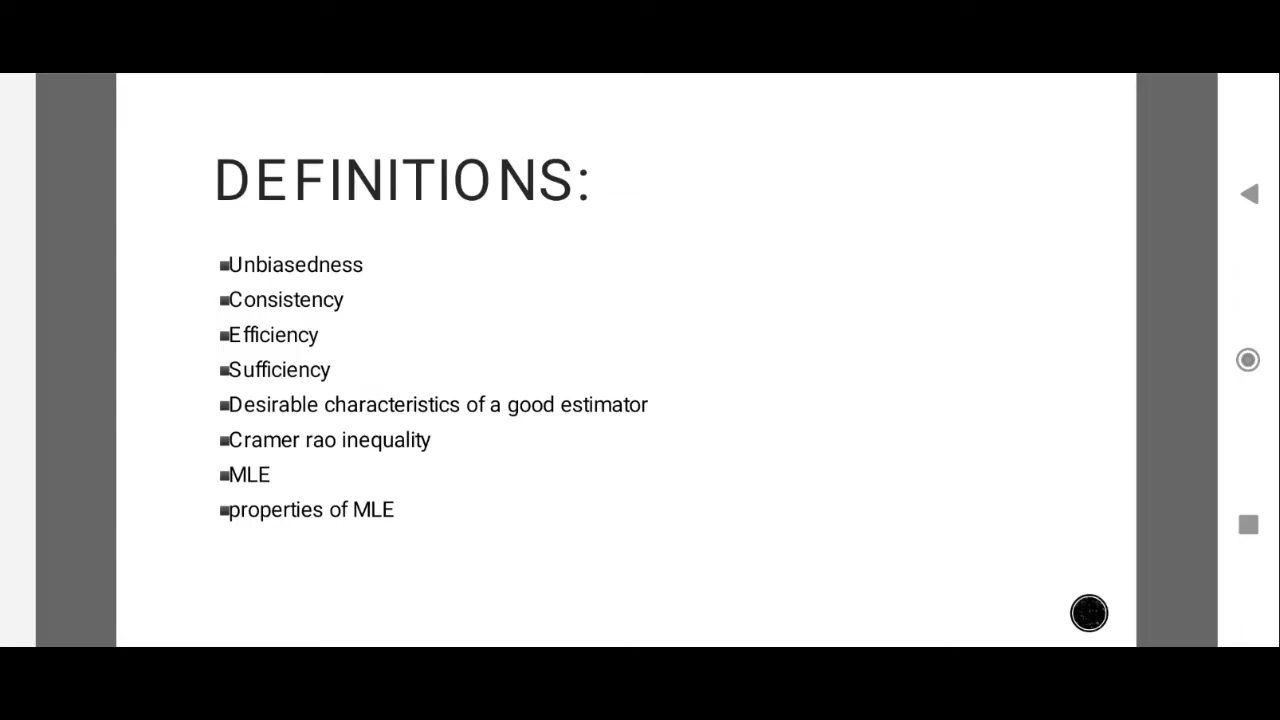 DEFINITIONS:
▪Unbiasedness
▪Consistency
▪Efficiency
▪Sufficiency
▪Desirable characteristics of a good estimator
▪Cramer rao inequality
▪MLE
▪properties of MLE